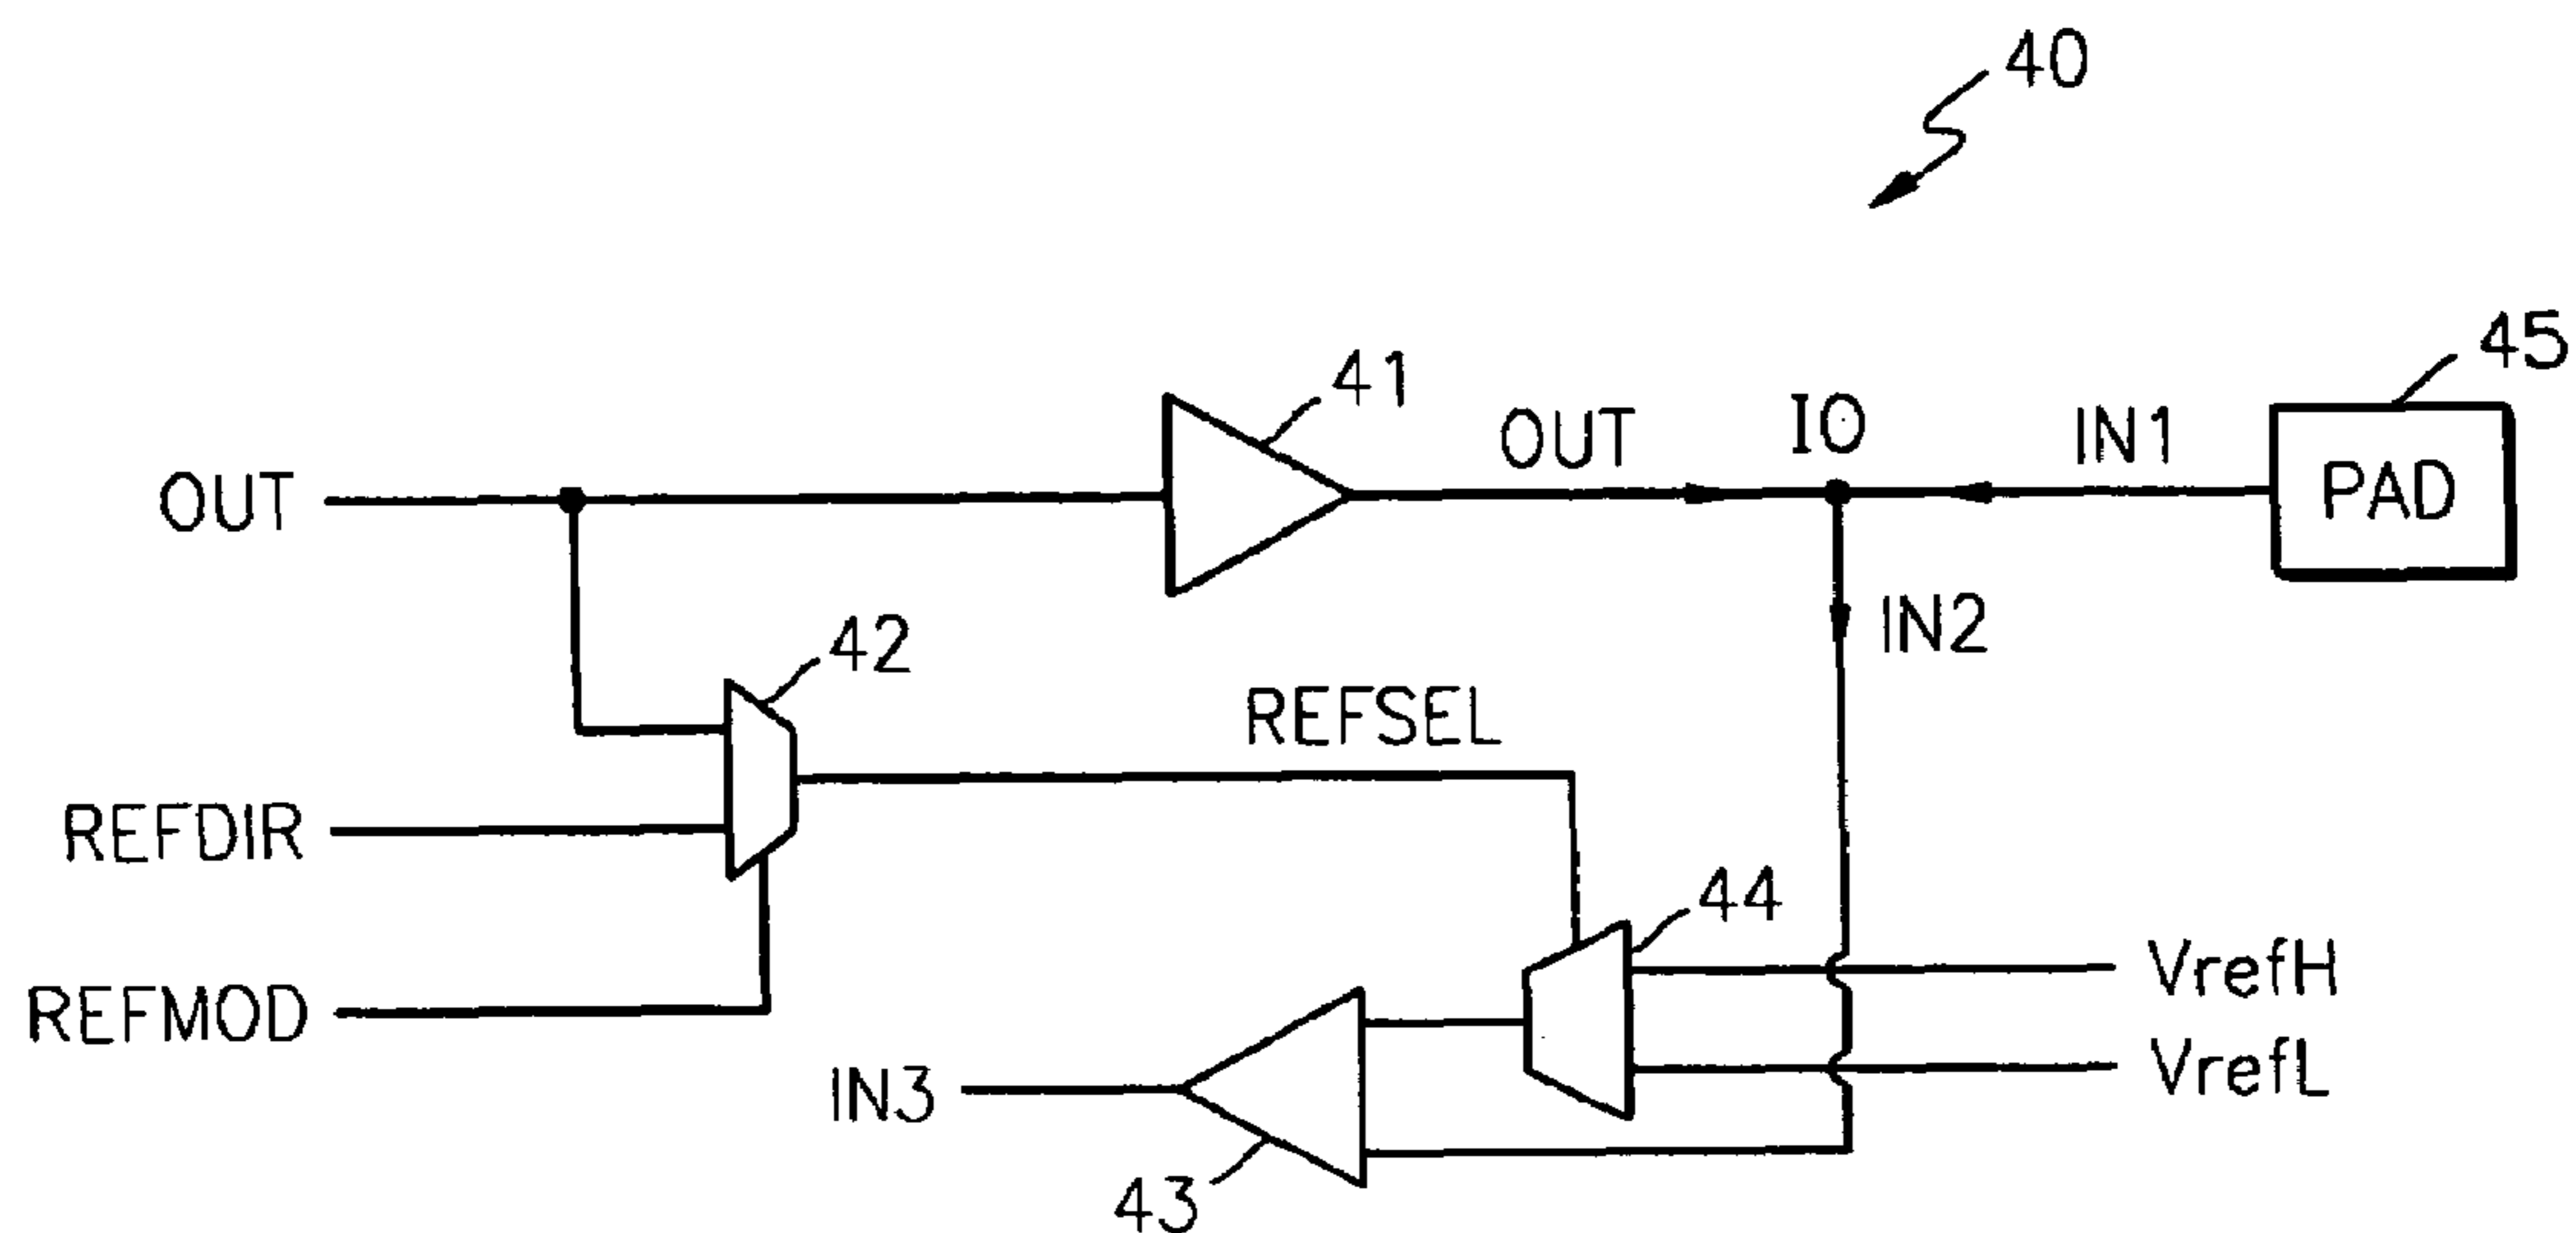 40
45
41
OUT
IO
IN1
OUT
PAD
IN2
42
REFSEL
REFDIR
44
VrefH
REFMOD
VrefL
IN3
43